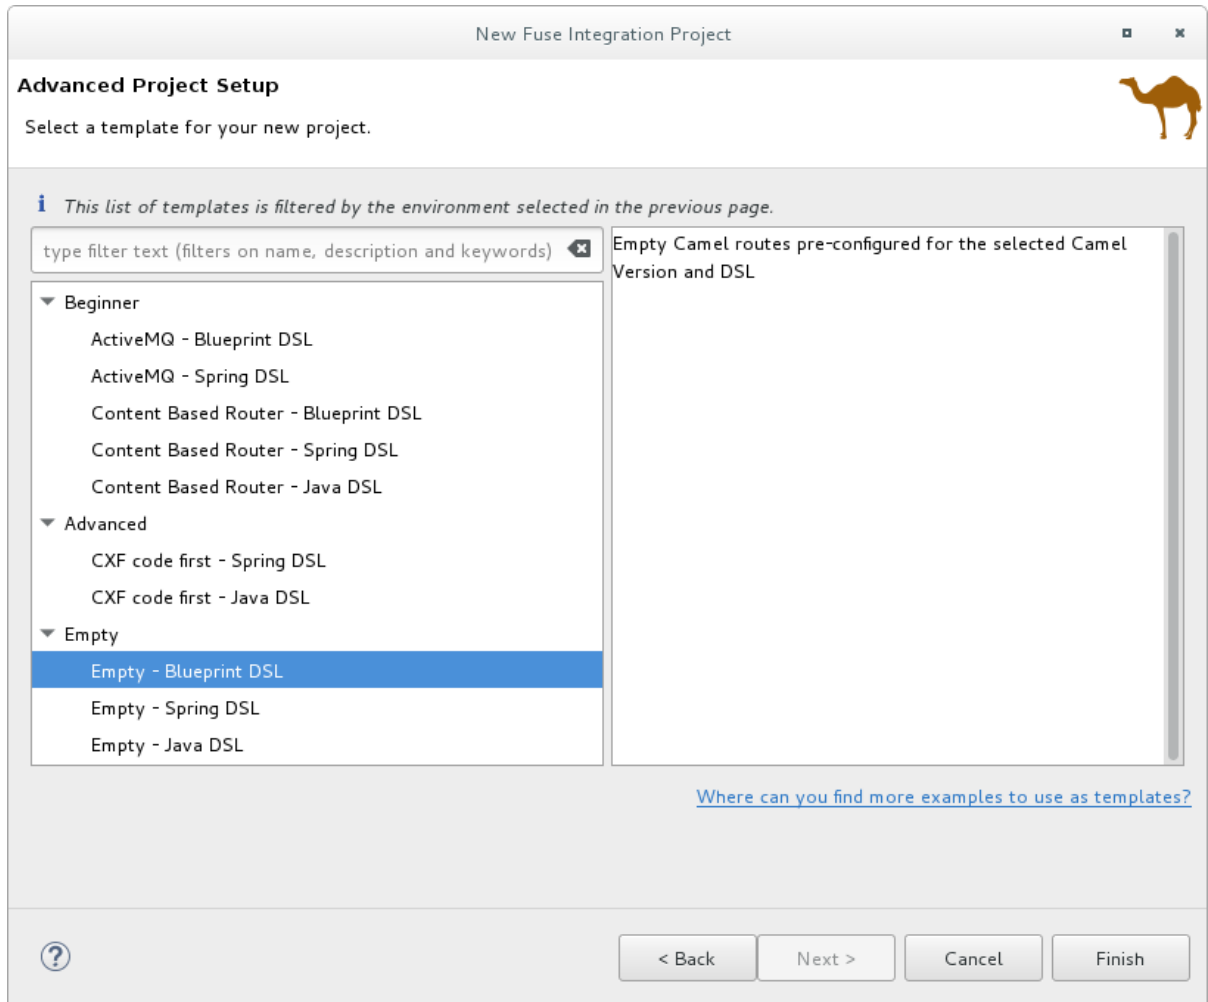 New Fuse Integration Project
Advanced Project Setup
Select a template for your new project.
i This list of templates is filtered by the environment selected in the previous page.
type filter text (filters on name, description and keywords)
Beginner
ActiveMQ - Blueprint DSL
ActiveMQ - Spring DSL
Content Based Router - Blueprint DSL
Content Based Router - Spring DSL
Content Based Router - Java DSL
Advanced
CXF code first - Spring DSL
CXF code first - Java DSL
Empty
Empty - Blueprint DSL
Empty - Spring DSL
Empty - Java DSL
Empty Camel routes pre-configured for the selected Camel
Version and DSL
Where can you find more examples to use as templates?
?
< Back
Next >
Cancel
Finish